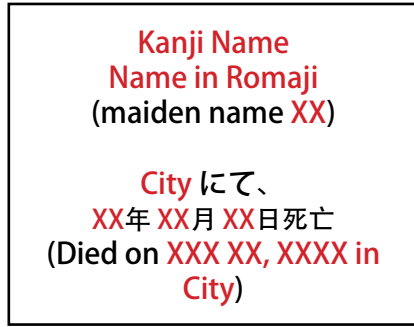 Kanji Name
Name in Romaji
(maiden name XX)
City にて、
XX年 XX月 XX日死亡
(Died on XXX XX, XXXX in
City)